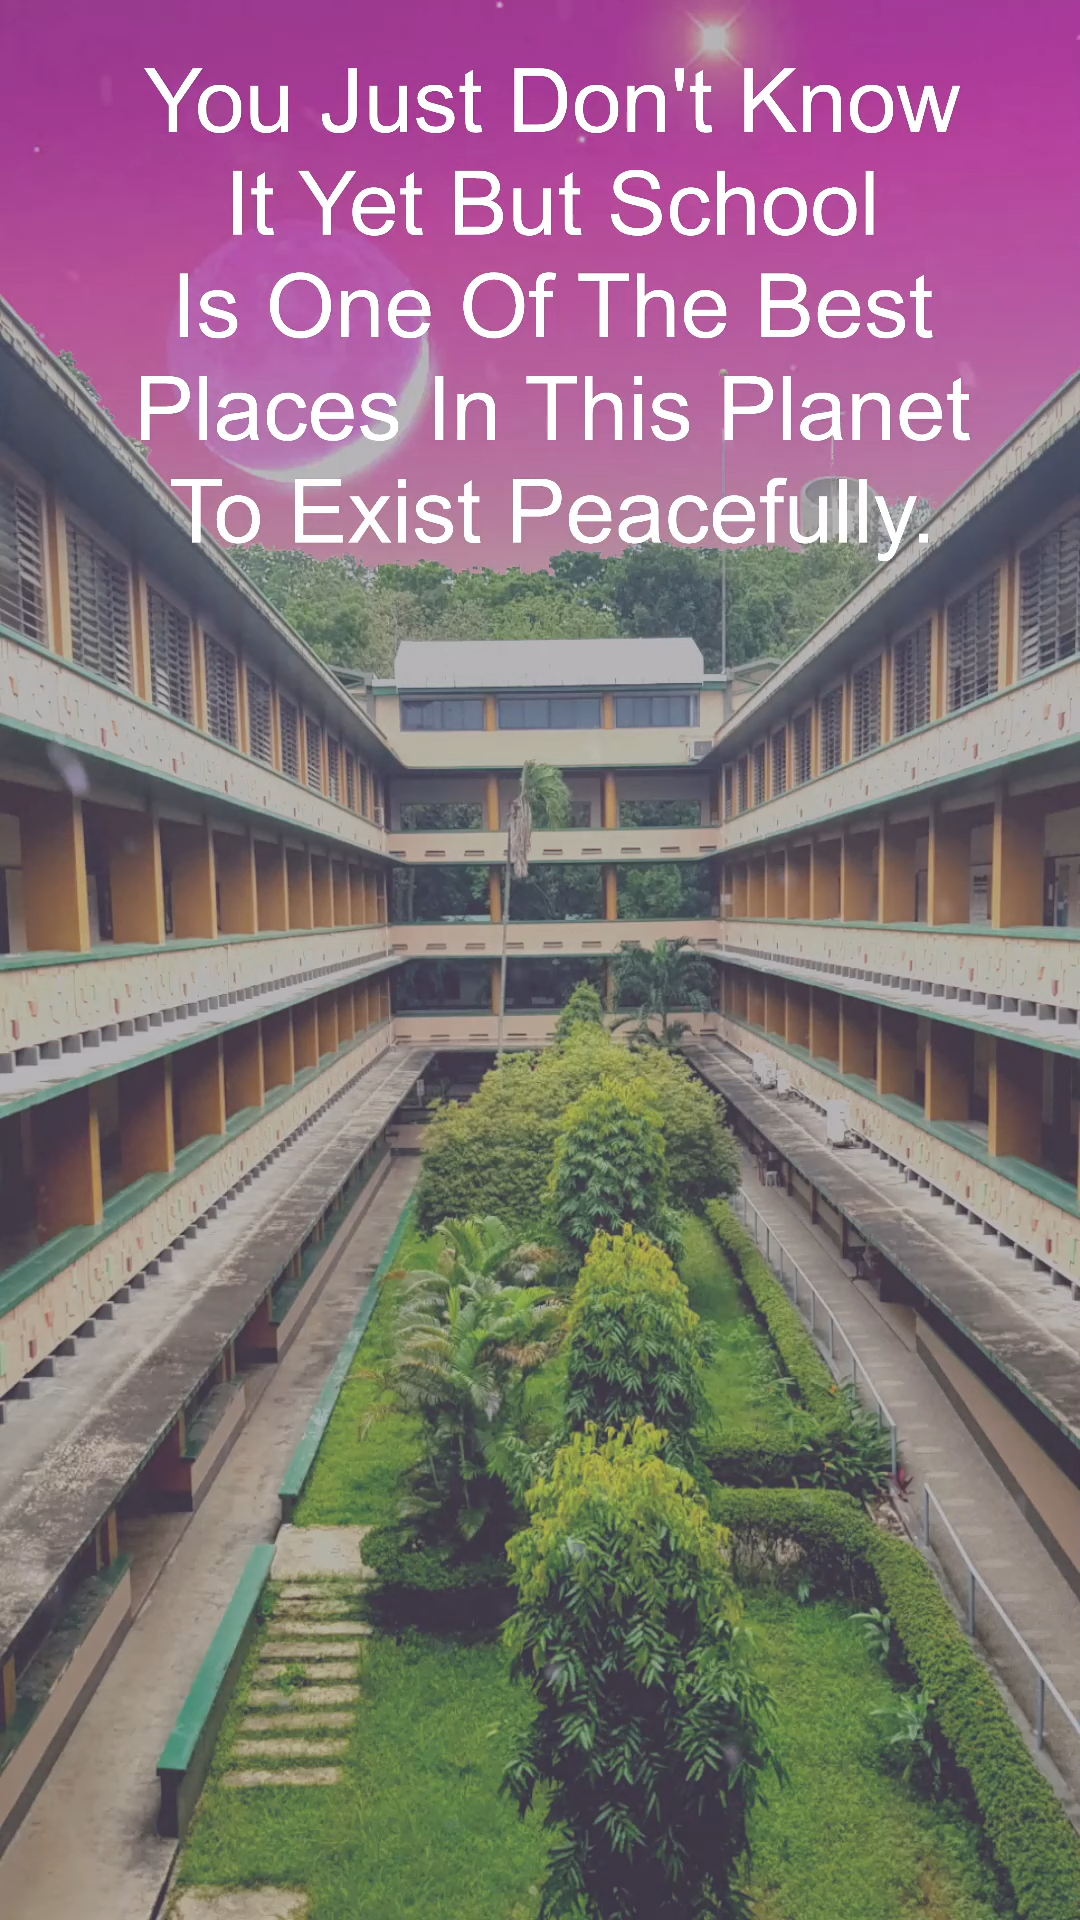 You Just Don't Know
It Yet But School
Is One Of The Best
Places In This Planet
To Exist Peacefully.